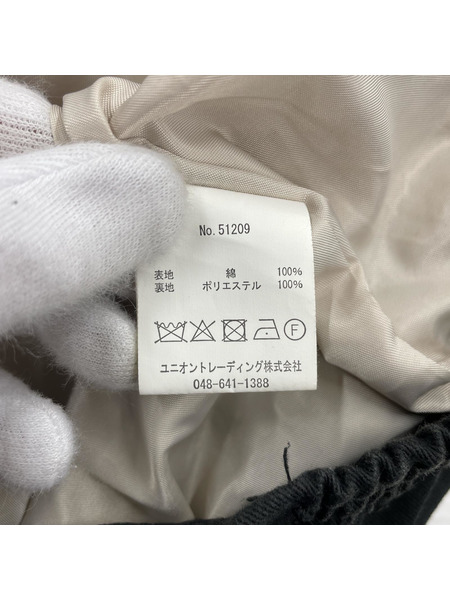 No. 51209
表地 綿 100%
裏地 ポリエステル 100%
F
ユニオントレーディング株式会社
048-641-1388